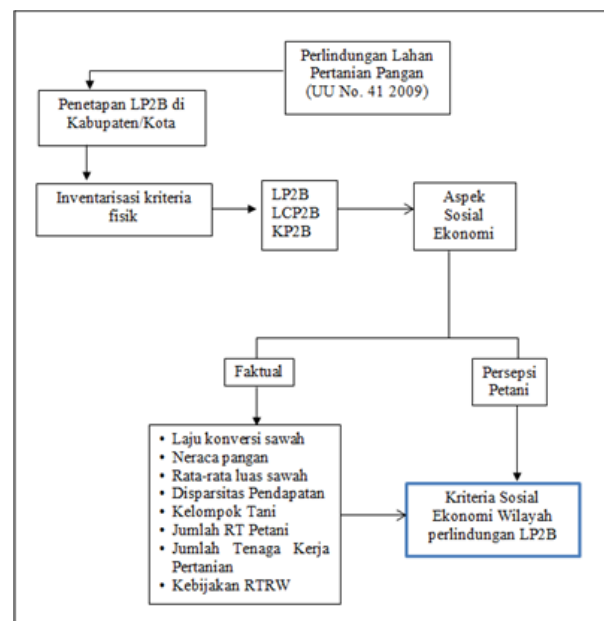 Perlindungan Lahan
Pertanian Pangan
(UU No. 41 2009)
Penetapan LP2B di
Kabupaten/Kota
Inventarisasi kriteria
fisik
LP2B
LCP2B
KP2B
Aspek
Sosial
Ekonomi
Faktual
Persepsi
Petani
• Laju konversi sawah
• Neraca pangan
• Rata-rata luas sawah
• Disparsitas Pendapatan
• Kelompok Tani
• Jumlah RT Petani
• Jumlah Tenaga Kerja
Pertanian
• Kebijakan RTRW
Kriteria Sosial
Ekonomi Wilayah
perlindungan LP2B